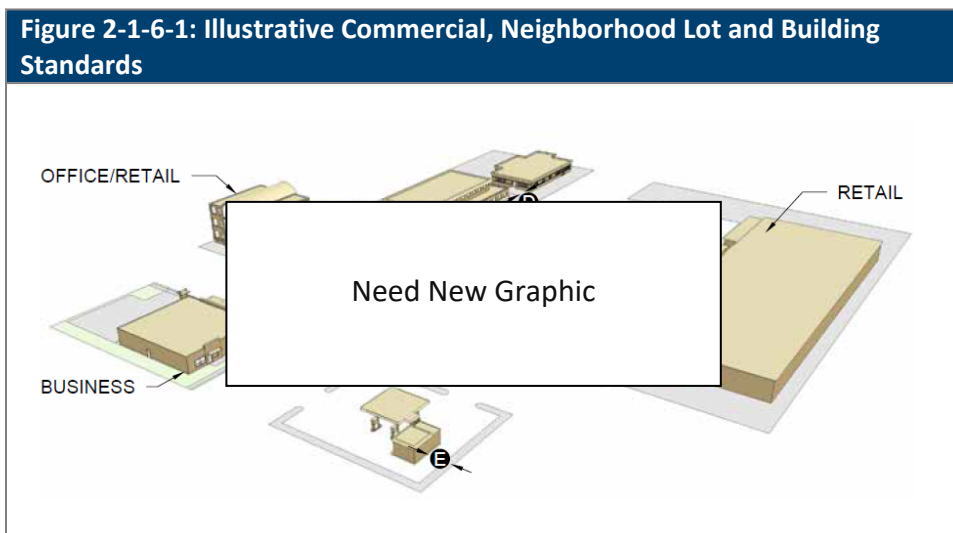 Figure 2-1-6-1: Illustrative Commercial, Neighborhood Lot and Building
Standards
OFFICE/RETAIL
RETAIL
Need New Graphic
BUSINESS
E